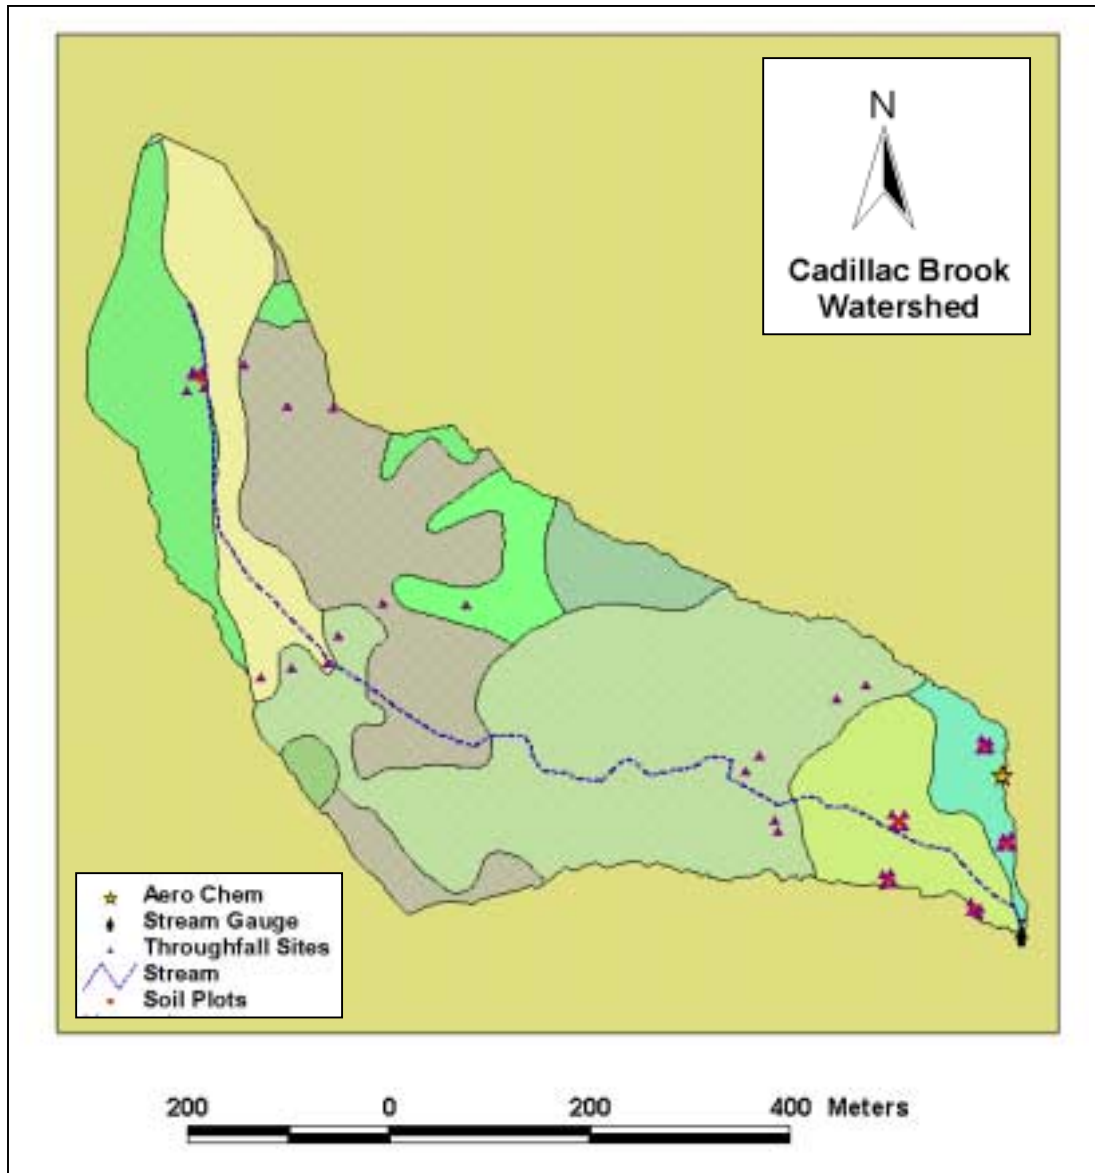 N
Cadillac Brook
Watershed
Aero Chem
Stream Gauge
Throughfall Sites
Stream
Soil Plots
200 0 200 400 Meters